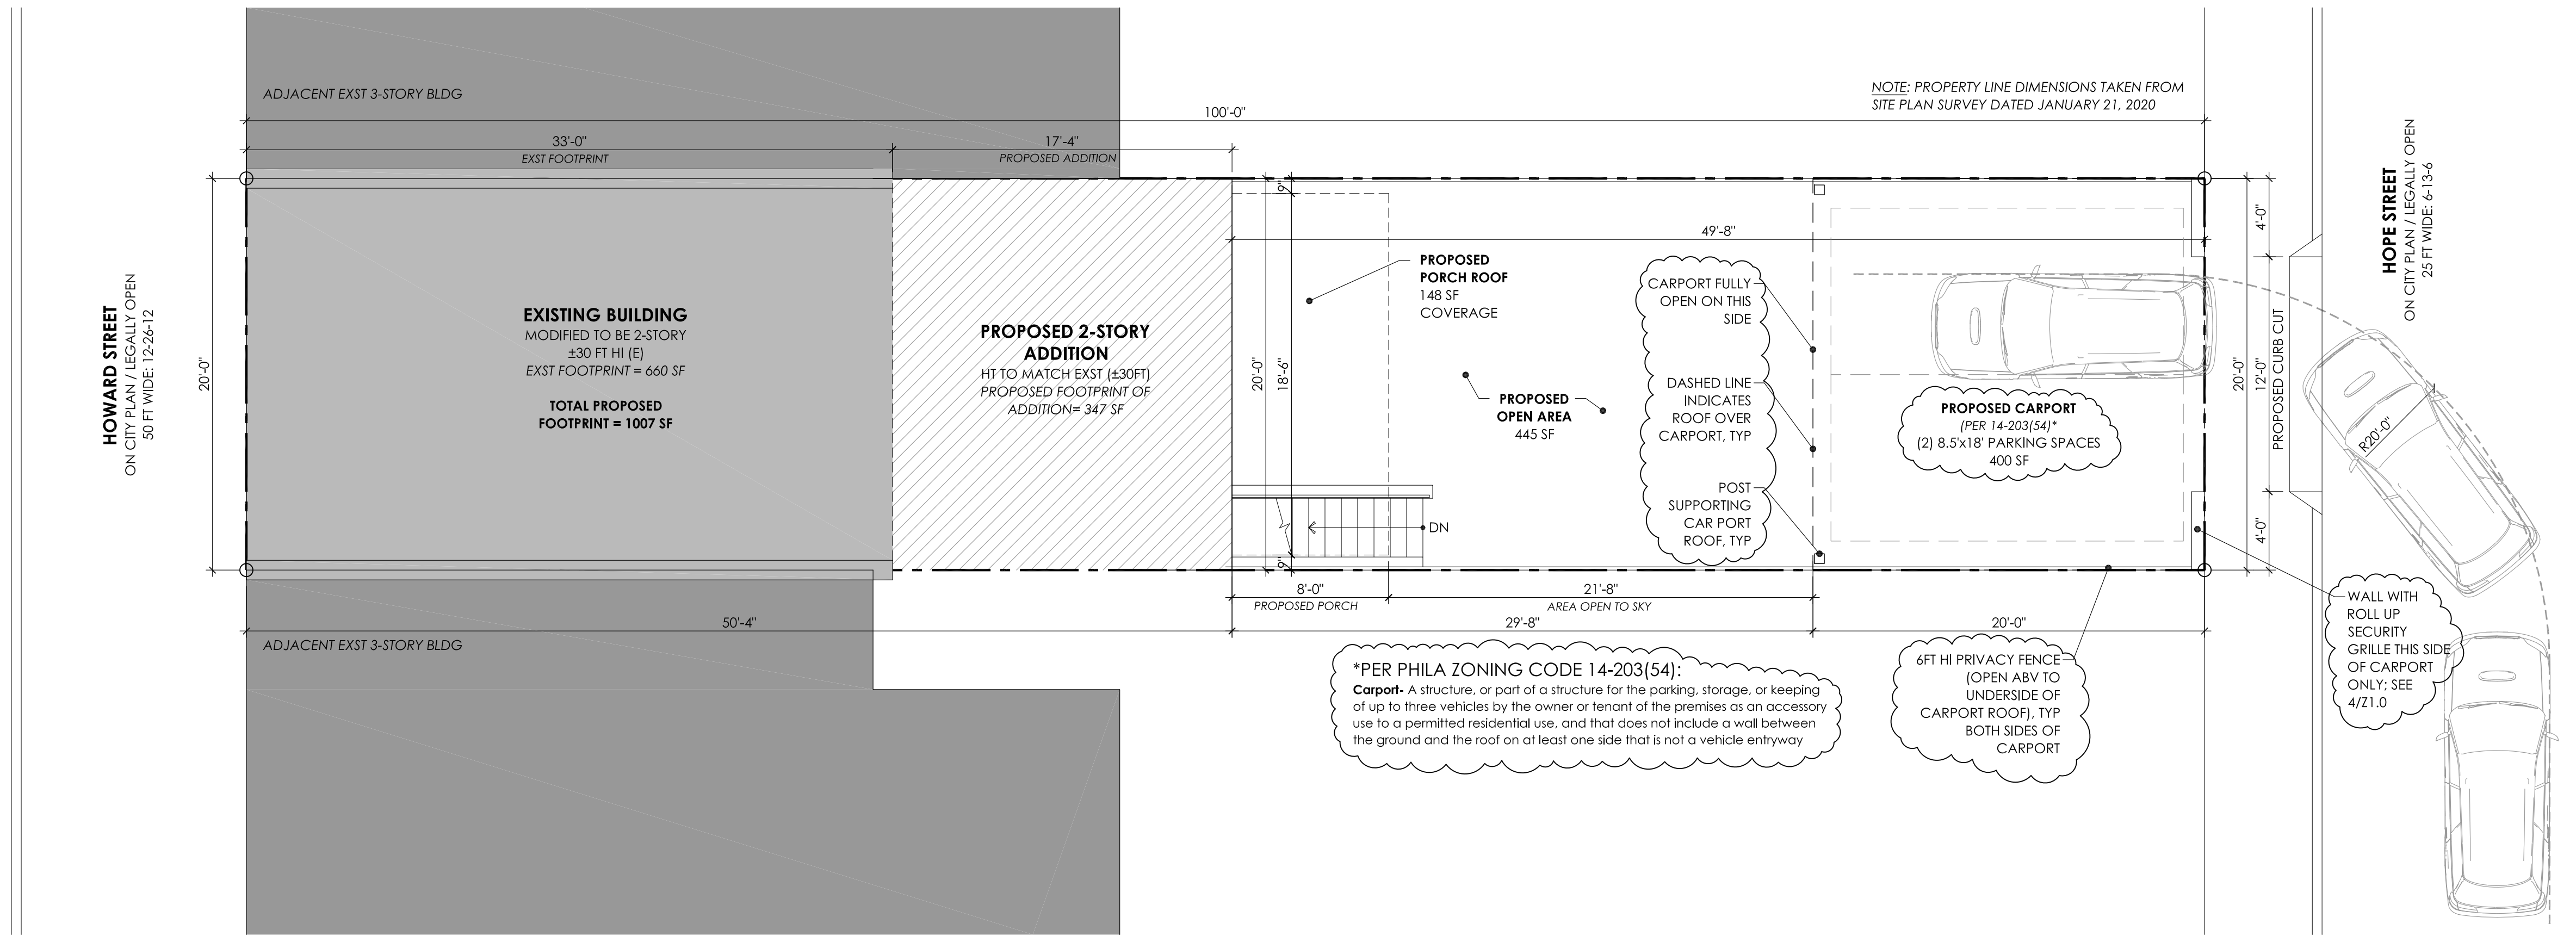 HOWARD STREET
ON CITY PLAN / LEGALLY OPEN
50 FT WIDE: 12-26-12
ADJACENT EXST 3-STORY BLDG
NOTE: PROPERTY LINE DIMENSIONS TAKEN FROM
SITE PLAN SURVEY DATED JANUARY 21, 2020
100'-0"
33'-0"
EXST FOOTPRINT
17'-4"
PROPOSED ADDITION
20'-0"
EXISTING BUILDING
MODIFIED TO BE 2-STORY
±30 FT HI (E)
EXST FOOTPRINT = 660 SF
TOTAL PROPOSED
FOOTPRINT = 1007 SF
PROPOSED 2-STORY
ADDITION
HT TO MATCH EXST (±30FT)
PROPOSED FOOTPRINT OF
ADDITION= 347 SF
9"
20'-0"
18'-6"
9"
49'-8"
PROPOSED
PORCH ROOF
148 SF
COVERAGE
PROPOSED
OPEN AREA
445 SF
DN
CARPORT FULLY
OPEN ON THIS
SIDE
DASHED LINE
INDICATES
ROOF OVER
CARPORT, TYP
POST
SUPPORTING
CAR PORT
ROOF, TYP
PROPOSED CARPORT
(PER 14-203(54)*
(2) 8.5'x18' PARKING SPACES
400 SF
20'-0"
4'-0"
12'-0"
PROPOSED CURB CUT
4'-0"
HOPE STREET
ON CITY PLAN / LEGALLY OPEN
25 FT WIDE: 6-13-6
R20'-0"
8'-0"
PROPOSED PORCH
21'-8"
AREA OPEN TO SKY
50'-4"
29'-8"
20'-0"
ADJACENT EXST 3-STORY BLDG
*PER PHILA ZONING CODE 14-203(54):
Carport- A structure, or part of a structure for the parking, storage, or keeping
of up to three vehicles by the owner or tenant of the premises as an accessory
use to a permitted residential use, and that does not include a wall between
the ground and the roof on at least one side that is not a vehicle entryway
6FT HI PRIVACY FENCE
(OPEN ABV TO
UNDERSIDE OF
CARPORT ROOF), TYP
BOTH SIDES OF
CARPORT
WALL WITH
ROLL UP
SECURITY
GRILLE THIS SIDE
OF CARPORT
ONLY; SEE
4/Z1.0